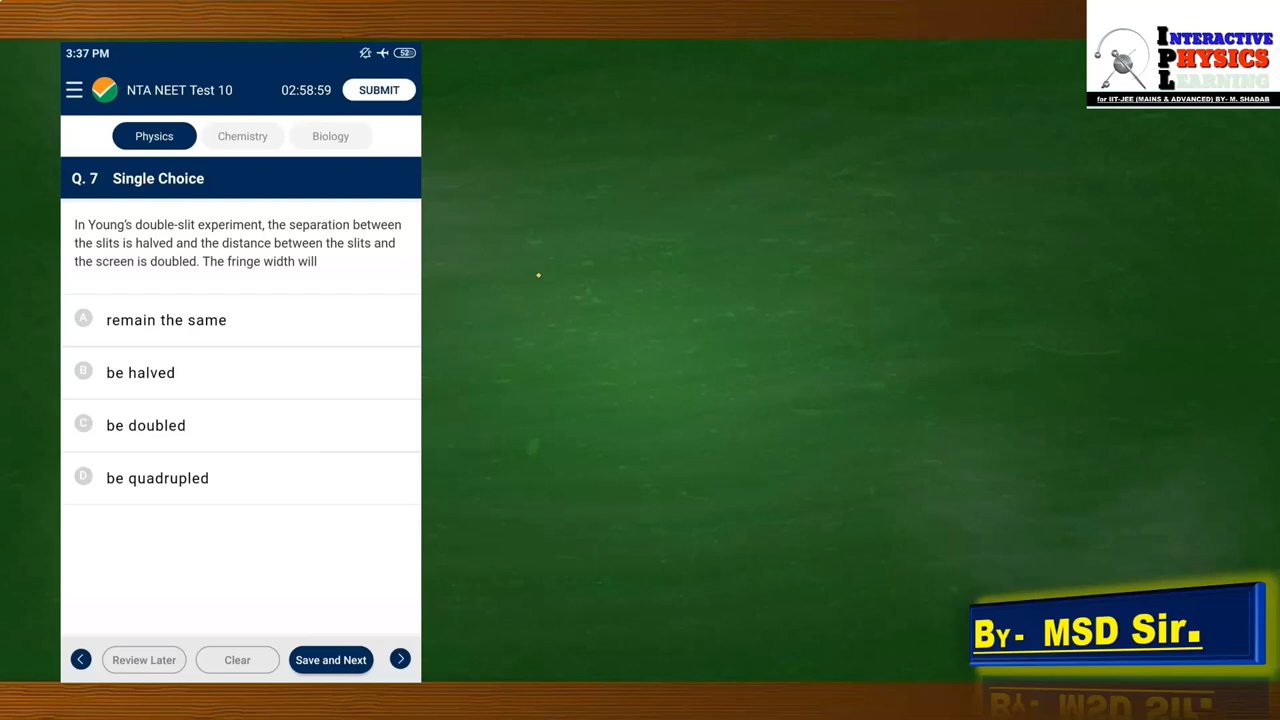 3:37 PM
52
NTA NEET Test 10
02:58:59
SUBMIT
Physics
Chemistry
Biology
Q. 7 Single Choice
In Young's double-slit experiment, the separation between
the slits is halved and the distance between the slits and
the screen is doubled. The fringe width will
A remain the same
B be halved
C be doubled
D be quadrupled
Review Later
Clear
Save and Next
INTERACTIVE
PHYSICS
LEARNING
for IIT-JEE (MAINS & ADVANCED) BY- M. SHADAB
By- MSD Sir.